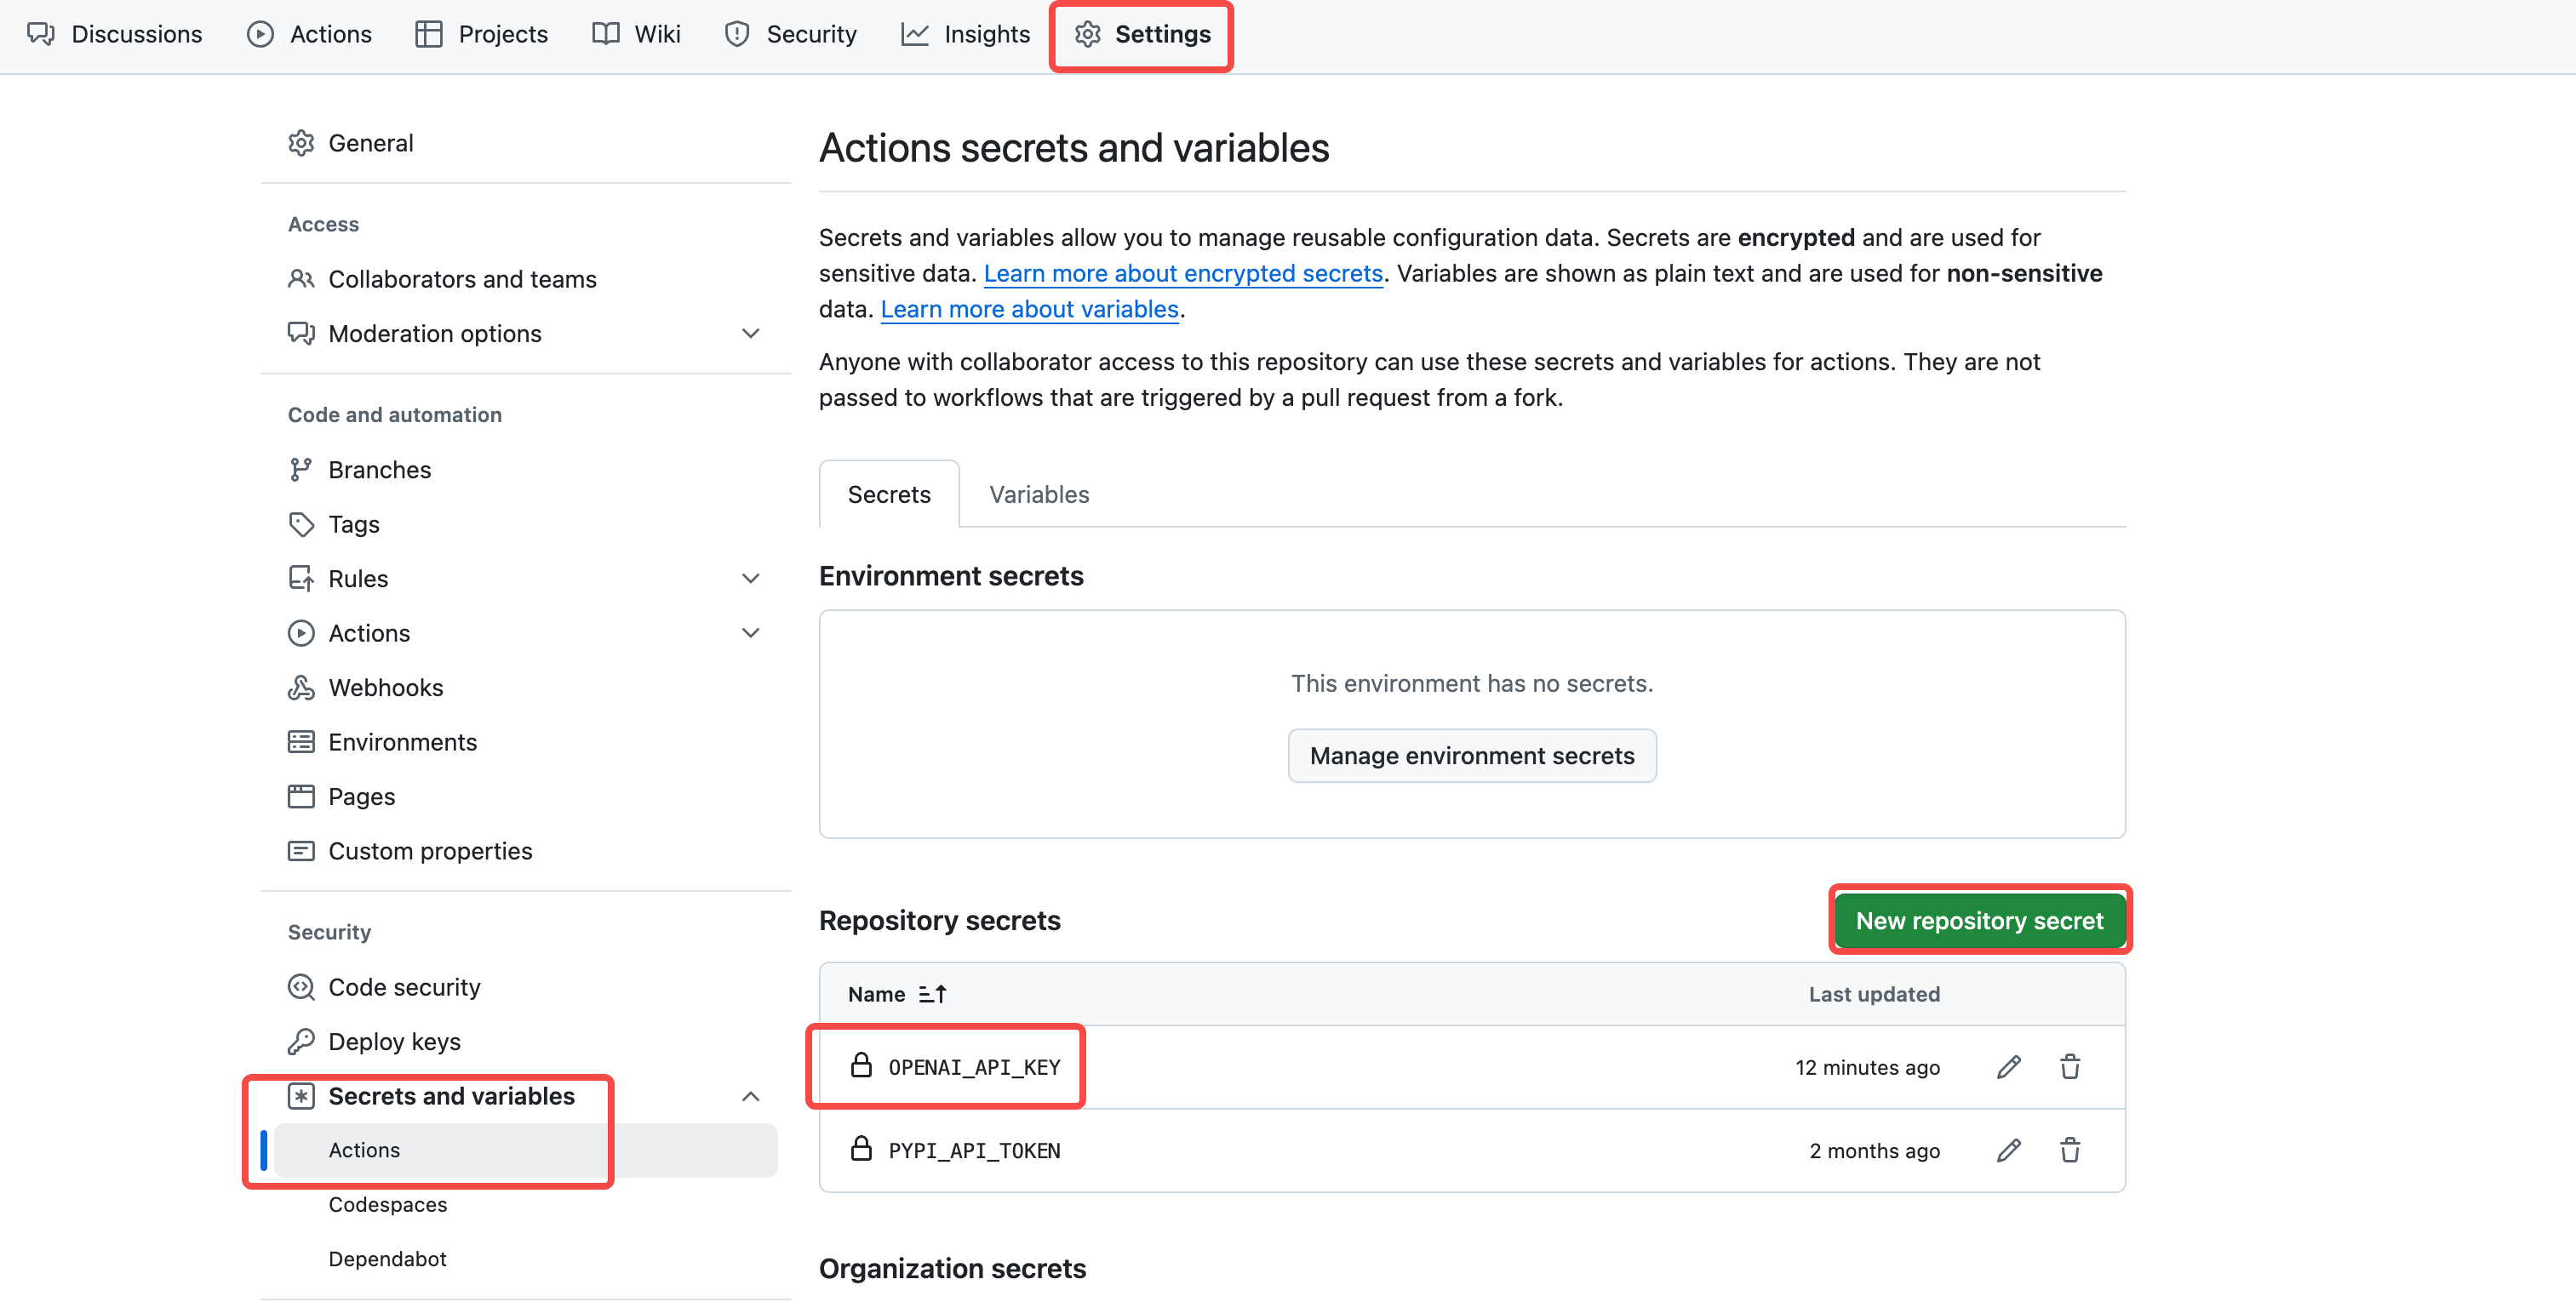 Discussions Actions Projects Wiki Security Insights Settings
General
Access
Collaborators and teams
Moderation options
Code and automation
Branches
Tags
Rules
Actions
Webhooks
Environments
Pages
Custom properties
Security
Code security
Deploy keys
Secrets and variables
Actions
Codespaces
Dependabot
Actions secrets and variables
Secrets and variables allow you to manage reusable configuration data. Secrets are encrypted and are used for
sensitive data. Learn more about encrypted secrets. Variables are shown as plain text and are used for non-sensitive
data. Learn more about variables.
Anyone with collaborator access to this repository can use these secrets and variables for actions. They are not
passed to workflows that are triggered by a pull request from a fork.
Secrets Variables
Environment secrets
This environment has no secrets.
Manage environment secrets
Repository secrets New repository secret
Name Last updated
OPENAI_API_KEY 12 minutes ago
PYPI_API_TOKEN 2 months ago
Organization secrets